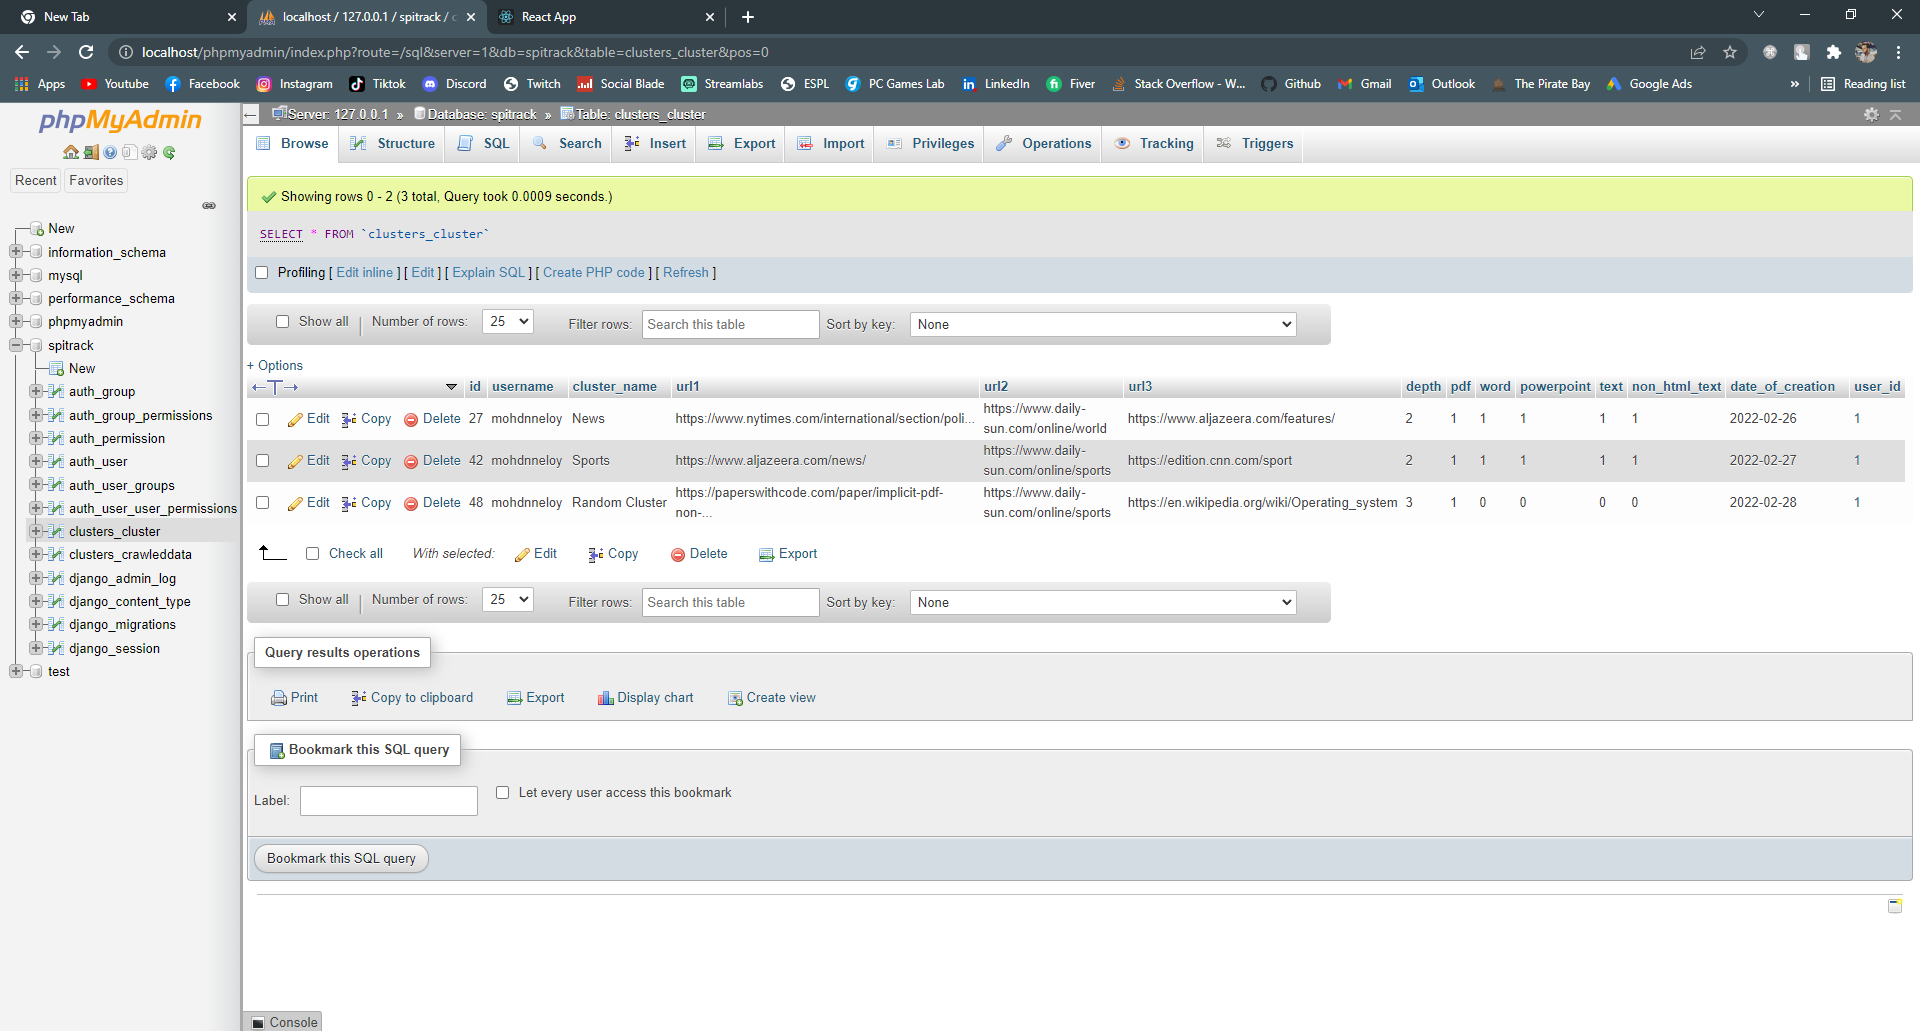 New Tab
localhost / 127.0.0.1 / spitrack / c
React App
localhost/phpmyadmin/index.php?route=/sql&server=1&db=spitrack&table=clusters_cluster&pos=0
Apps Youtube Facebook Instagram Tiktok Discord Twitch Social Blade Streamlabs ESPL PC Games Lab LinkedIn Fiver Stack Overflow - W... Github Gmail Outlook The Pirate Bay Google Ads » Reading list
phpMyAdmin
Recent Favorites
New
information_schema
mysql
performance_schema
phpmyadmin
spitrack
New
auth_group
auth_group_permissions
auth_permission
auth_user
auth_user_groups
auth_user_user_permissions
clusters_cluster
clusters_crawleddata
django_admin_log
django_content_type
django_migrations
django_session
test
Server: 127.0.0.1 » Database: spitrack » Table: clusters_cluster
Browse Structure SQL Search Insert Export Import Privileges Operations Tracking Triggers
Showing rows 0 - 2 (3 total, Query took 0.0009 seconds.)
SELECT * FROM `clusters_cluster`
Profiling [ Edit inline ] [ Edit ] [ Explain SQL ] [ Create PHP code ] [ Refresh ]
Show all Number of rows: 25 Filter rows: Search this table Sort by key: None
+ Options
id username cluster_name url1 url2 url3 depth pdf word powerpoint text non_html_text date_of_creation user_id
Edit Copy Delete 27 mohdnneloy News https://www.nytimes.com/international/section/poli... https://www.daily-sun.com/online/world https://www.aljazeera.com/features/ 2 1 1 1 1 1 2022-02-26 1
Edit Copy Delete 42 mohdnneloy Sports https://www.aljazeera.com/news/ https://www.daily-sun.com/online/sports https://edition.cnn.com/sport 2 1 1 1 1 1 2022-02-27 1
Edit Copy Delete 48 mohdnneloy Random Cluster https://paperswithcode.com/paper/implicit-pdf-non-... https://www.daily-sun.com/online/sports https://en.wikipedia.org/wiki/Operating_system 3 1 0 0 0 0 2022-02-28 1
Check all With selected: Edit Copy Delete Export
Show all Number of rows: 25 Filter rows: Search this table Sort by key: None
Query results operations
Print Copy to clipboard Export Display chart Create view
Bookmark this SQL query
Label: Let every user access this bookmark
Bookmark this SQL query
Console